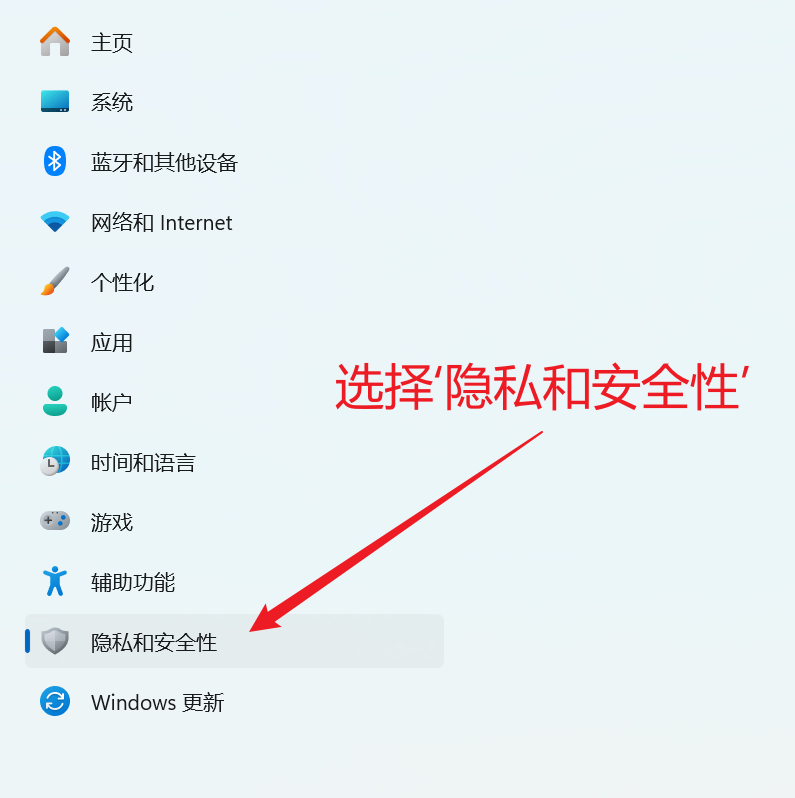 主页
系统
蓝牙和其他设备
网络和 Internet
个性化
应用
选择‘隐私和安全性’
帐户
时间和语言
游戏
辅助功能
隐私和安全性
Windows 更新